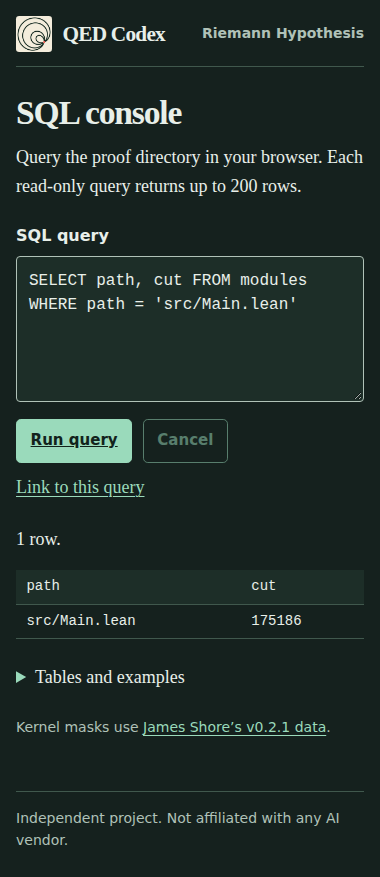 QED Codex
Riemann Hypothesis
SQL console
Query the proof directory in your browser. Each
read-only query returns up to 200 rows.
SQL query
SELECT path, cut FROM modules
WHERE path = 'src/Main.lean'
Run query
Cancel
Link to this query
1 row.
path cut
src/Main.lean 175186
Tables and examples
Kernel masks use James Shore’s v0.2.1 data.
Independent project. Not affiliated with any AI
vendor.